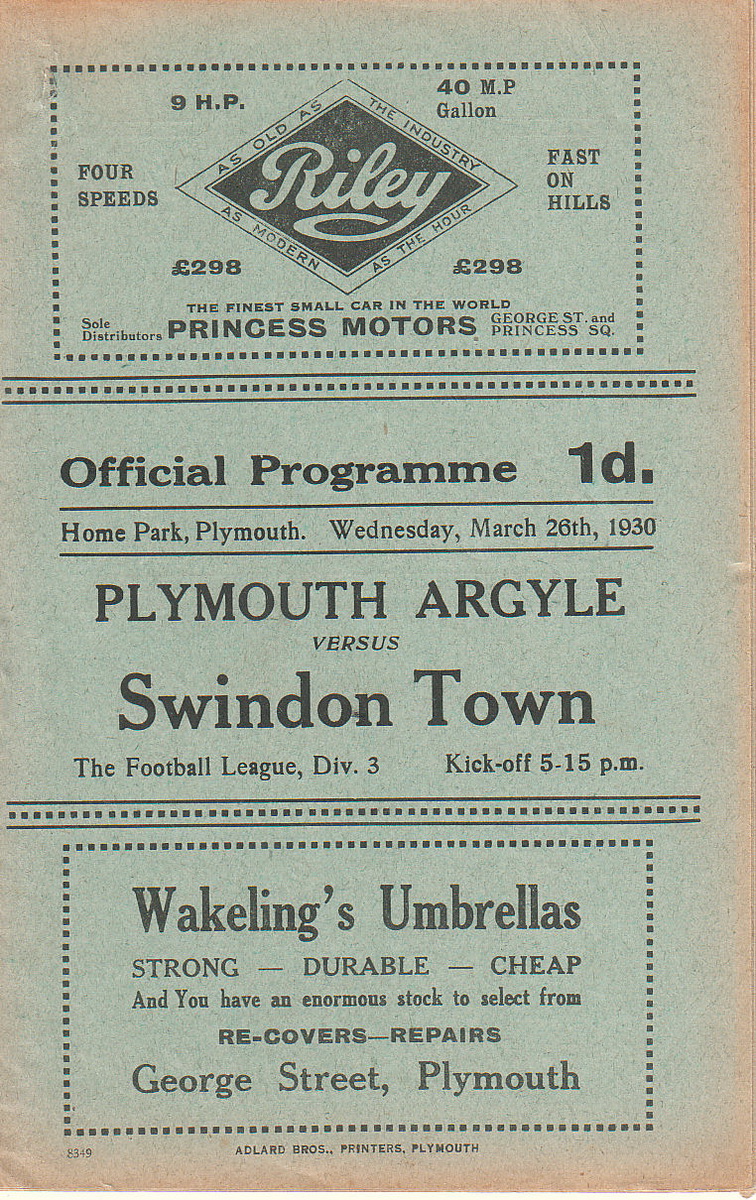 9 H.P.
40 M.P
Gallon
AS OLD AS
THE INDUSTRY
FOUR
SPEEDS
Riley
FAST
ON
HILLS
AS MODERN
AS THE HOUR
£298
£298
THE FINEST SMALL CAR IN THE WORLD
Sole
Distributors
PRINCESS MOTORS
GEORGE ST. and
PRINCESS SQ.
Official Programme 1d.
Home Park, Plymouth. Wednesday, March 26th, 1930
PLYMOUTH ARGYLE
VERSUS
Swindon Town
The Football League, Div. 3 Kick-off 5-15 p.m.
Wakeling's Umbrellas
STRONG — DURABLE — CHEAP
And You have an enormous stock to select from
RE-COVERS—REPAIRS
George Street, Plymouth
8349
ADLARD BROS., PRINTERS, PLYMOUTH